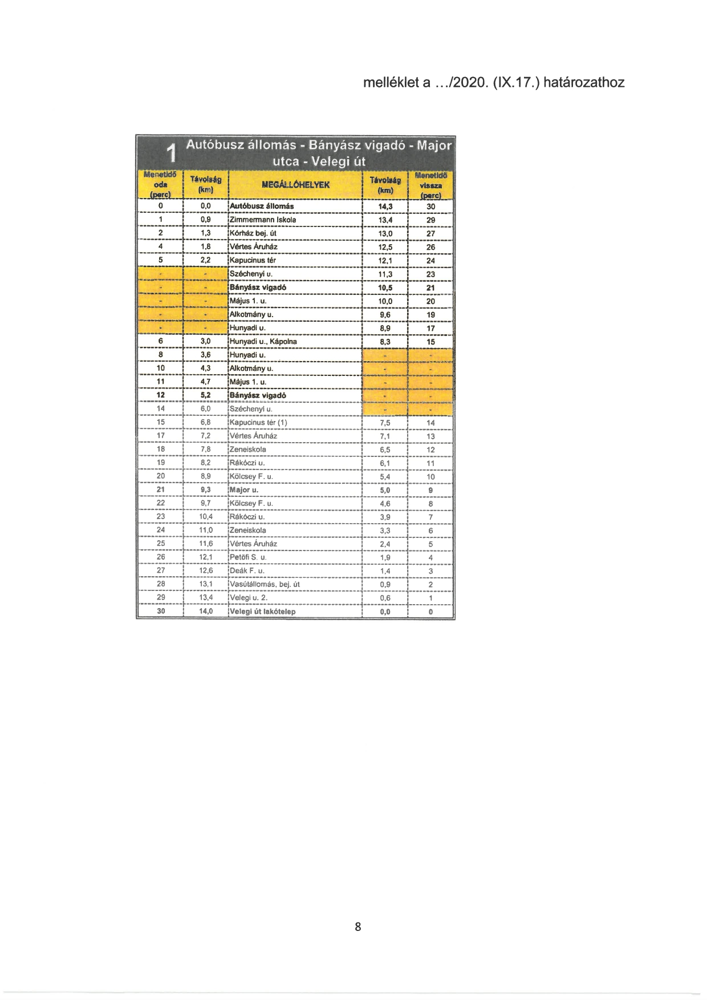 melléklet a .../2020. (IX.17.) határozathoz
1 Autóbusz állomás - Bányász vigadó - Major
utca - Velegi út
Menetidő oda (perc) Távolság (km) MEGÁLLÓHELYEK Távolság (km) Menetidő vissza (perc)
0 0,0 Autóbusz állomás 14,3 30
1 0,9 Zimmermann Iskola 13,4 29
2 1,3 Kórház bej. út 13,0 27
4 1,8 Vértes Áruház 12,5 26
5 2,2 Kapucinus tér 12,1 24
- - Széchenyi u. 11,3 23
- - Bányász vigadó 10,5 21
- - Május 1. u. 10,0 20
- - Alkotmány u. 9,6 19
- - Hunyadi u. 8,9 17
6 3,0 Hunyadi u., Kápolna 8,3 15
8 3,6 Hunyadi u. - -
10 4,3 Alkotmány u. - -
11 4,7 Május 1. u. - -
12 5,2 Bányász vigadó - -
14 6,0 Széchenyi u. - -
15 6,8 Kapucinus tér (1) 7,5 14
17 7,2 Vértes Áruház 7,1 13
18 7,8 Zeneiskola 6,5 12
19 8,2 Rákóczi u. 6,1 11
20 8,9 Kölcsey F. u. 5,4 10
21 9,3 Major u. 5,0 9
22 9,7 Kölcsey F. u. 4,6 8
23 10,4 Rákóczi u. 3,9 7
24 11,0 Zeneiskola 3,3 6
25 11,6 Vértes Áruház 2,4 5
26 12,1 Petőfi S. u. 1,9 4
27 12,6 Deák F. u. 1,4 3
28 13,1 Vasútállomás, bej. út 0,9 2
29 13,4 Velegi u. 2. 0,6 1
30 14,0 Velegi út lakótelep 0,0 0
8